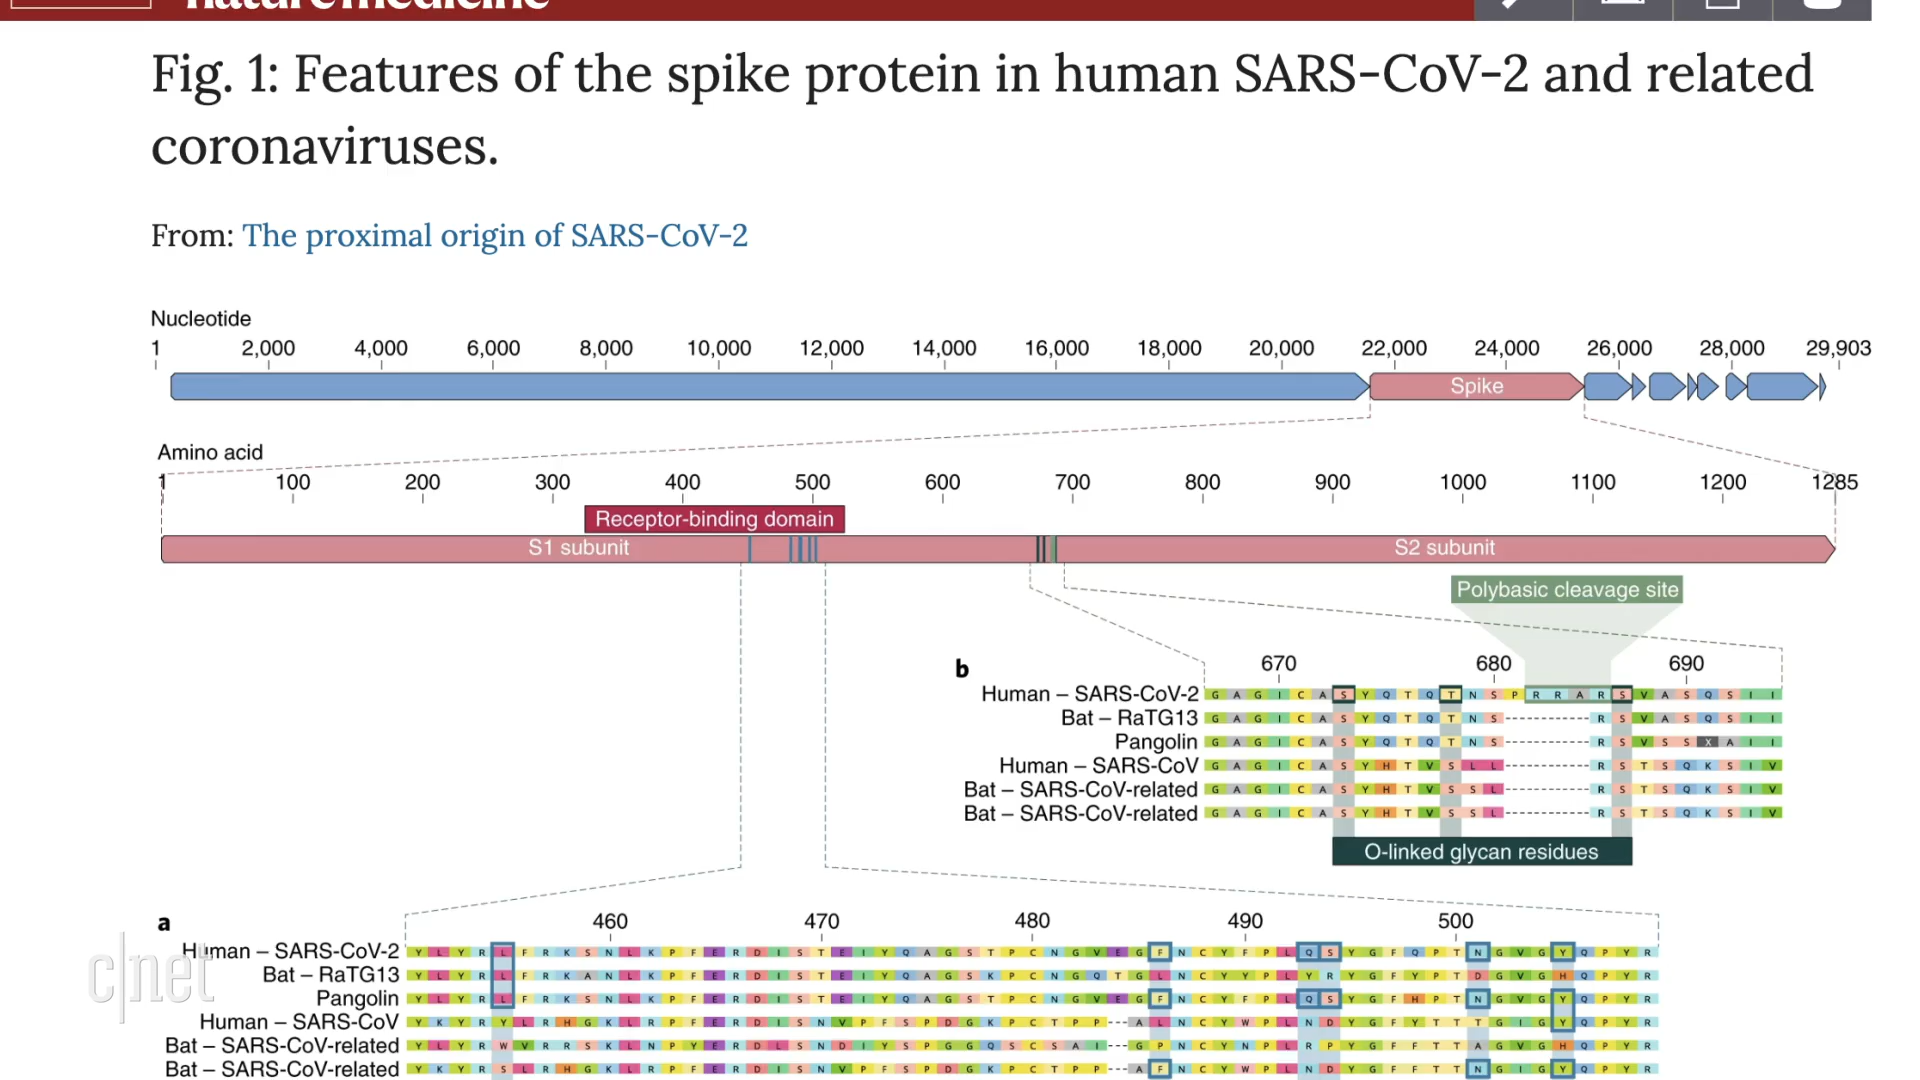 nature medicine
Fig. 1: Features of the spike protein in human SARS-CoV-2 and related
coronaviruses.
From: The proximal origin of SARS-CoV-2
Nucleotide
1 2,000 4,000 6,000 8,000 10,000 12,000 14,000 16,000 18,000 20,000 22,000 24,000 26,000 28,000 29,903
Spike
Amino acid
1 100 200 300 400 500 600 700 800 900 1000 1100 1200 1285
Receptor-binding domain
S1 subunit S2 subunit
Polybasic cleavage site
b 670 680 690
Human – SARS-CoV-2 G A G I C A S Y Q T Q T N S P R R A R S V A S Q S I I
Bat – RaTG13 G A G I C A S Y Q T Q T N S - - - - R S V A S Q S I I
Pangolin G A G I C A S Y Q T Q T N S - - - - R S V S S X A I I
Human – SARS-CoV G A G I C A S Y H T V S L L - - - - R S T S Q K S I V
Bat – SARS-CoV-related G A G I C A S Y H T V S S L - - - - R S T S Q K S I V
Bat – SARS-CoV-related G A G I C A S Y H T V S S L - - - - R S T S Q K S I V
O-linked glycan residues
a 460 470 480 490 500
Human – SARS-CoV-2 Y L Y R L F R K S N L K P F E R D I S T E I Y Q A G S T P C N G V E G F N C Y F P L Q S Y G F Q P T N G V G Y Q P Y R
Bat – RaTG13 Y L Y R L F R K A N L K P F E R D I S T E I Y Q A G S K P C N G Q T G L N C Y Y P L Y R Y G F Y P T D G V G H Q P Y R
Pangolin Y L Y R L F R K S N L K P F E R D I S T E I Y Q A G S T P C N G V E G F N C Y F P L Q S Y G F H P T N G V G Y Q P Y R
Human – SARS-CoV Y K Y R Y L R H G K L R P F E R D I S N V P F S P D G K P C T P P - A L N C Y W P L N D Y G F Y T T T G I G Y Q P Y R
Bat – SARS-CoV-related Y L Y R W V R R S K L N P Y E R D L S N D I Y S P G G Q S C S A I - G P N C Y N P L R P Y G F F T T A G V G H Q P Y R
Bat – SARS-CoV-related Y K Y R S L R H G K L R P F E R D I S N V P F S P D G K P C T P P - A F N C Y W P L N D Y G F F T T N G I G Y Q P Y R
c|net